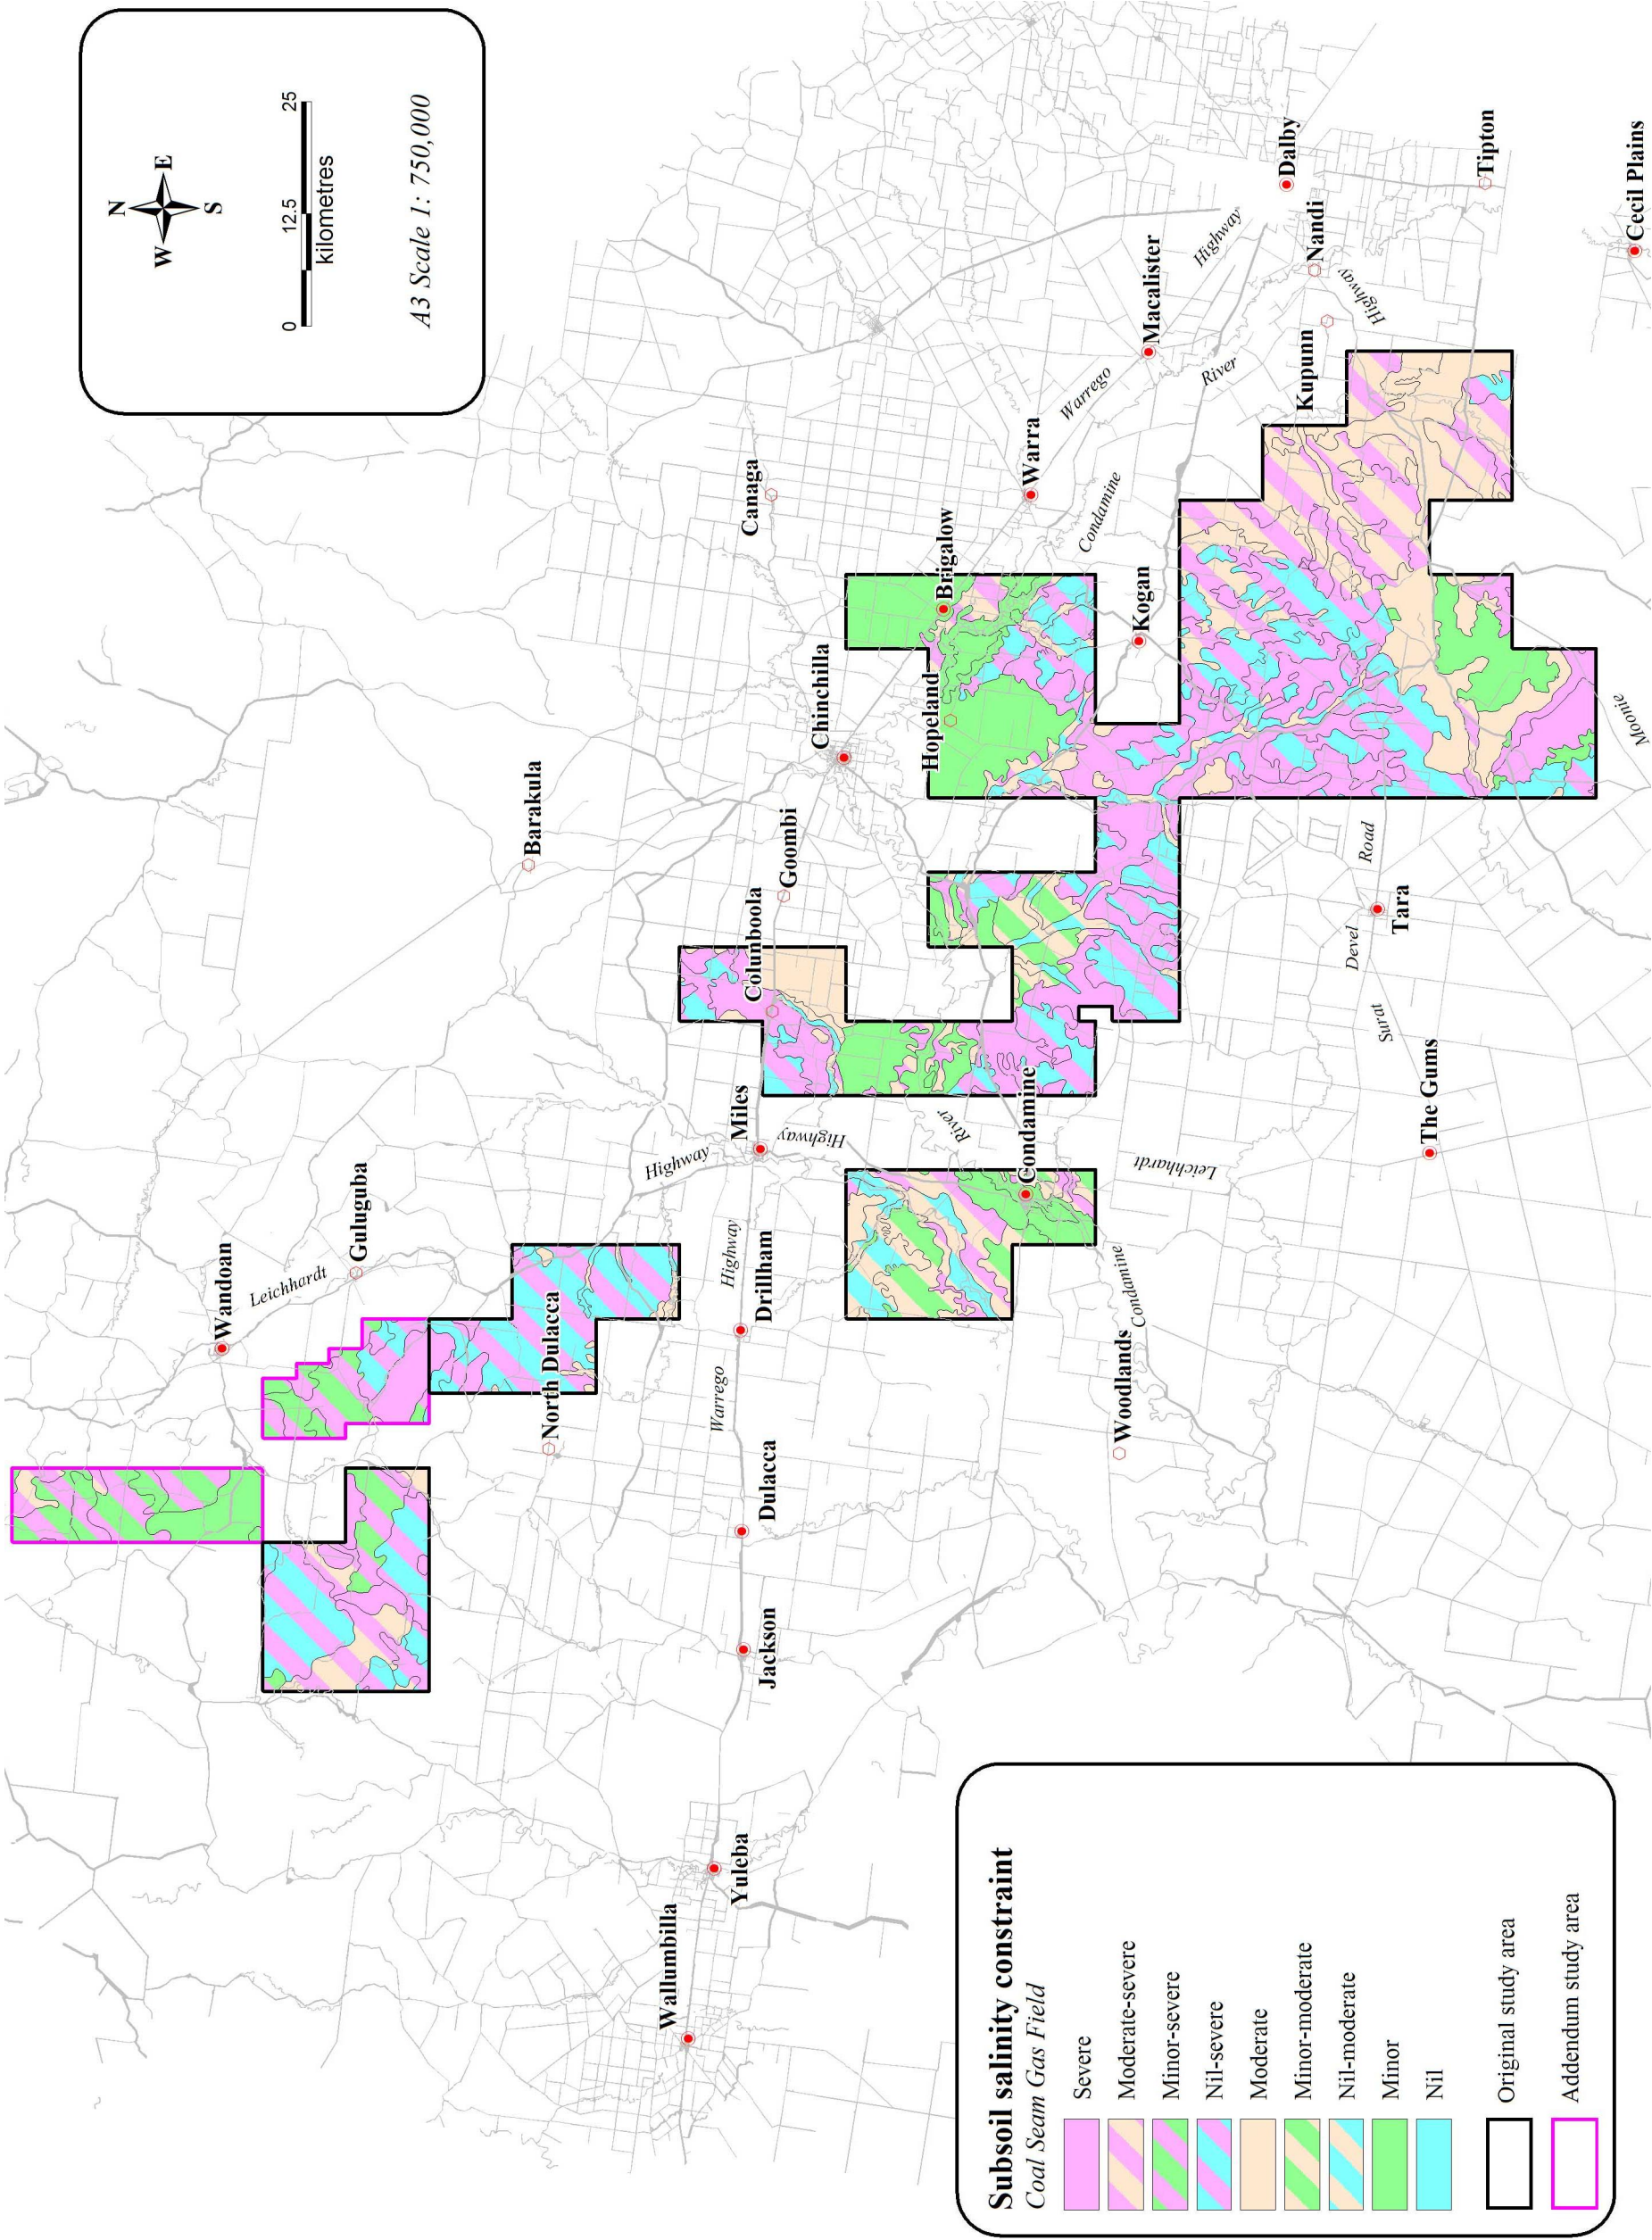 N
W
E
S
0
12.5
25
kilometres
A3 Scale 1: 750,000
Wandoan
Leichhardt
Guluguba
Barakula
North Dulacca
Highway
Wallumbilla
Yuleba
Jackson
Dulacca
Warrego
Drillham
Highway
Miles
Highway
Columboola
Goombi
Chinchilla
Canaga
Hopeland
Brigalow
Warra
Warrego
Macalister
Highway
Dalby
River
Condamine
Condamine
River
Kogan
Kupunn
Nandi
Highway
Woodlands
Condamine
Leichhardt
Tara
Devel
Road
Surat
The Gums
Tipton
Cecil Plains
Moonie
Subsoil salinity constraint
Coal Seam Gas Field
Severe
Moderate-severe
Minor-severe
Nil-severe
Moderate
Minor-moderate
Nil-moderate
Minor
Nil
Original study area
Addendum study area